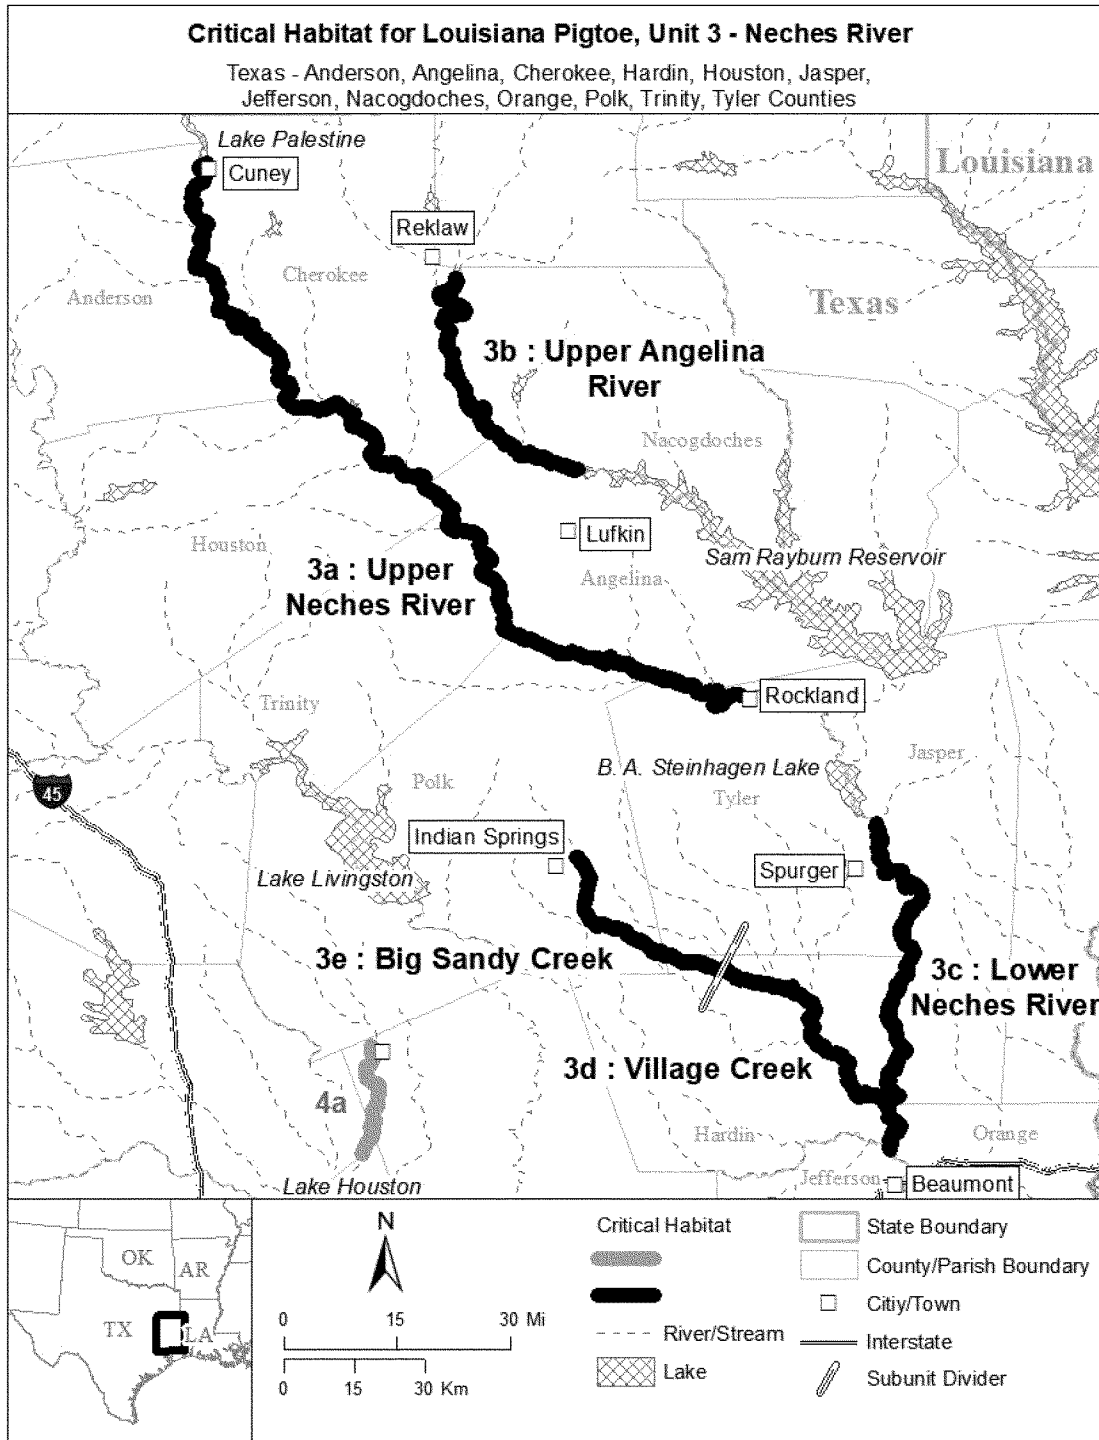 Critical Habitat for Louisiana Pigtoe, Unit 3 - Neches River
Texas - Anderson, Angelina, Cherokee, Hardin, Houston, Jasper,
Jefferson, Nacogdoches, Orange, Polk, Trinity, Tyler Counties
Lake Palestine
Cuney
Louisiana
Reklaw
Cherokee
Anderson
Texas
3b : Upper Angelina
River
Nacogdoches
Lufkin
Houston
Sam Rayburn Reservoir
3a : Upper
Neches River
Angelina
Rockland
Trinity
Jasper
B. A. Steinhagen Lake
Polk
Tyler
45
Indian Springs
Spurger
Lake Livingston
3e : Big Sandy Creek
3c : Lower
Neches River
3d : Village Creek
4a
Hardin
Orange
Jefferson
Lake Houston
Beaumont
OK
AR
TX
LA
N
0 15 30 Mi
0 15 30 Km
Critical Habitat
River/Stream
Lake
State Boundary
County/Parish Boundary
Citiy/Town
Interstate
Subunit Divider